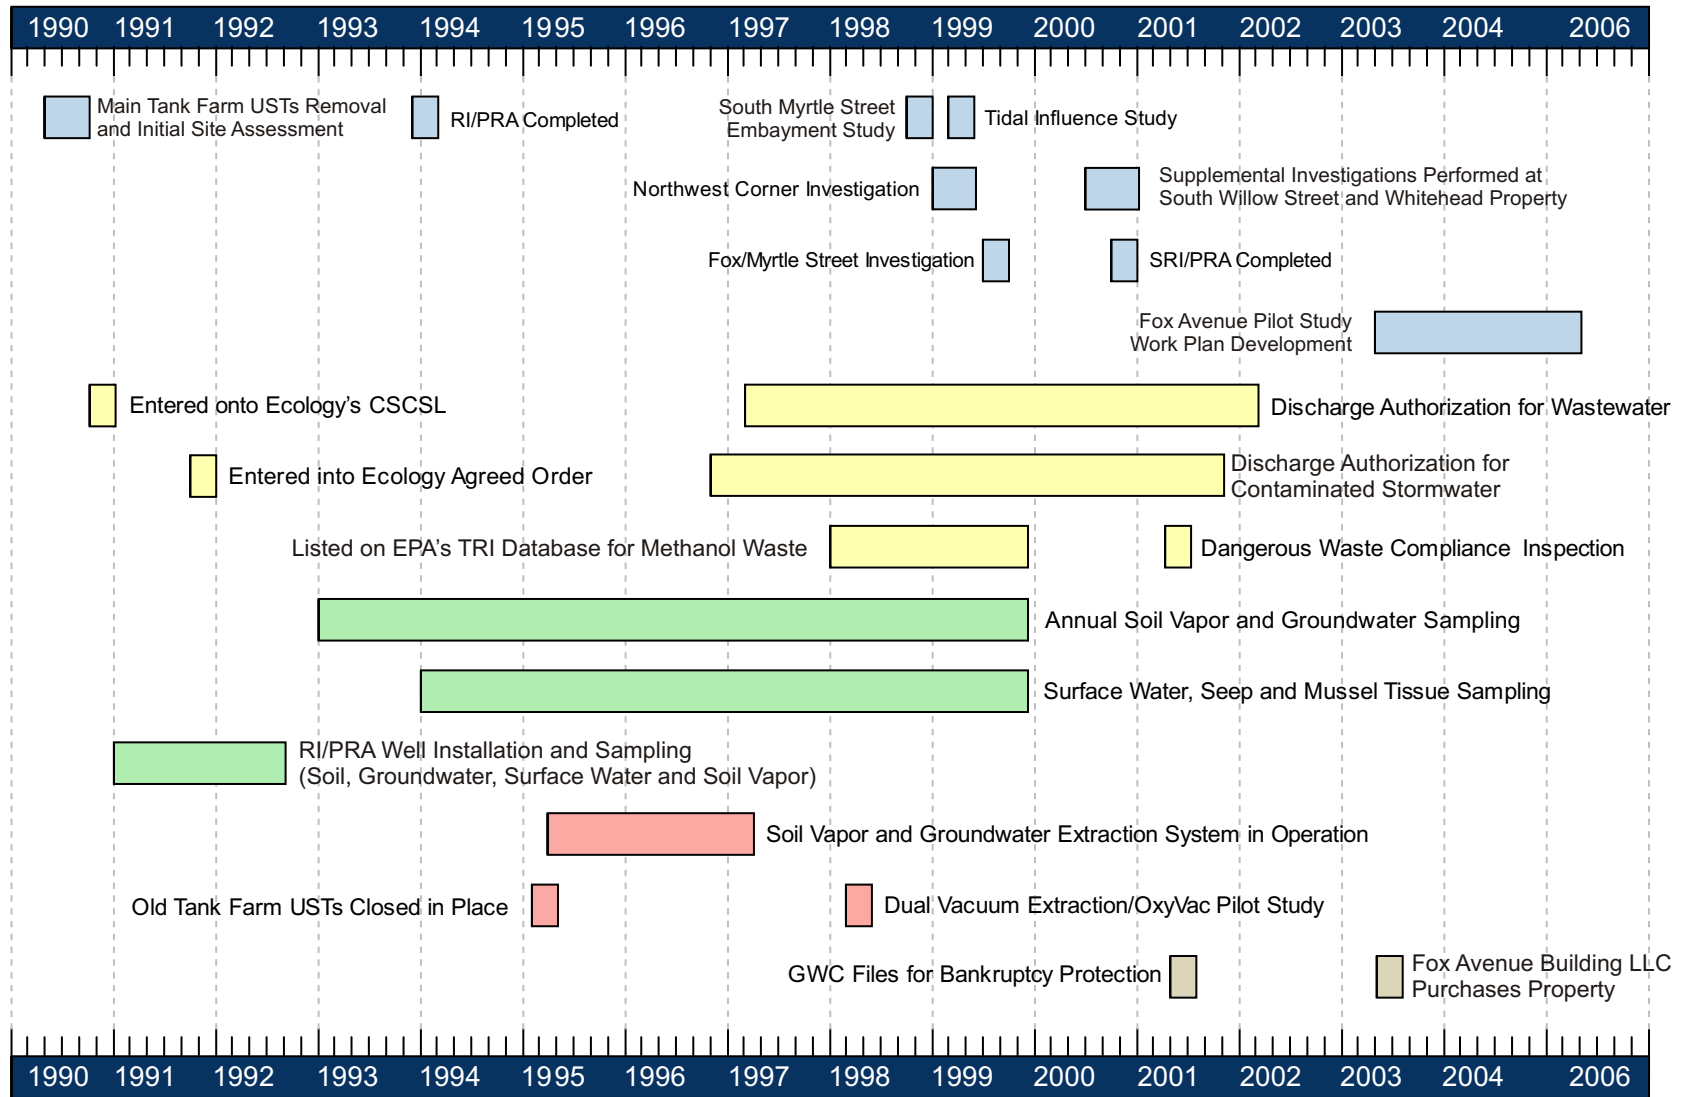 1990 1991 1992 1993 1994 1995 1996 1997 1998 1999 2000 2001 2002 2003 2004 2006
Main Tank Farm USTs Removal
and Initial Site Assessment
RI/PRA Completed
South Myrtle Street
Embayment Study
Tidal Influence Study
Northwest Corner Investigation
Supplemental Investigations Performed at
South Willow Street and Whitehead Property
Fox/Myrtle Street Investigation
SRI/PRA Completed
Fox Avenue Pilot Study
Work Plan Development
Entered onto Ecology’s CSCSL
Discharge Authorization for Wastewater
Entered into Ecology Agreed Order
Discharge Authorization for
Contaminated Stormwater
Listed on EPA’s TRI Database for Methanol Waste
Dangerous Waste Compliance Inspection
Annual Soil Vapor and Groundwater Sampling
Surface Water, Seep and Mussel Tissue Sampling
RI/PRA Well Installation and Sampling
(Soil, Groundwater, Surface Water and Soil Vapor)
Soil Vapor and Groundwater Extraction System in Operation
Old Tank Farm USTs Closed in Place
Dual Vacuum Extraction/OxyVac Pilot Study
GWC Files for Bankruptcy Protection
Fox Avenue Building LLC
Purchases Property
1990 1991 1992 1993 1994 1995 1996 1997 1998 1999 2000 2001 2002 2003 2004 2006